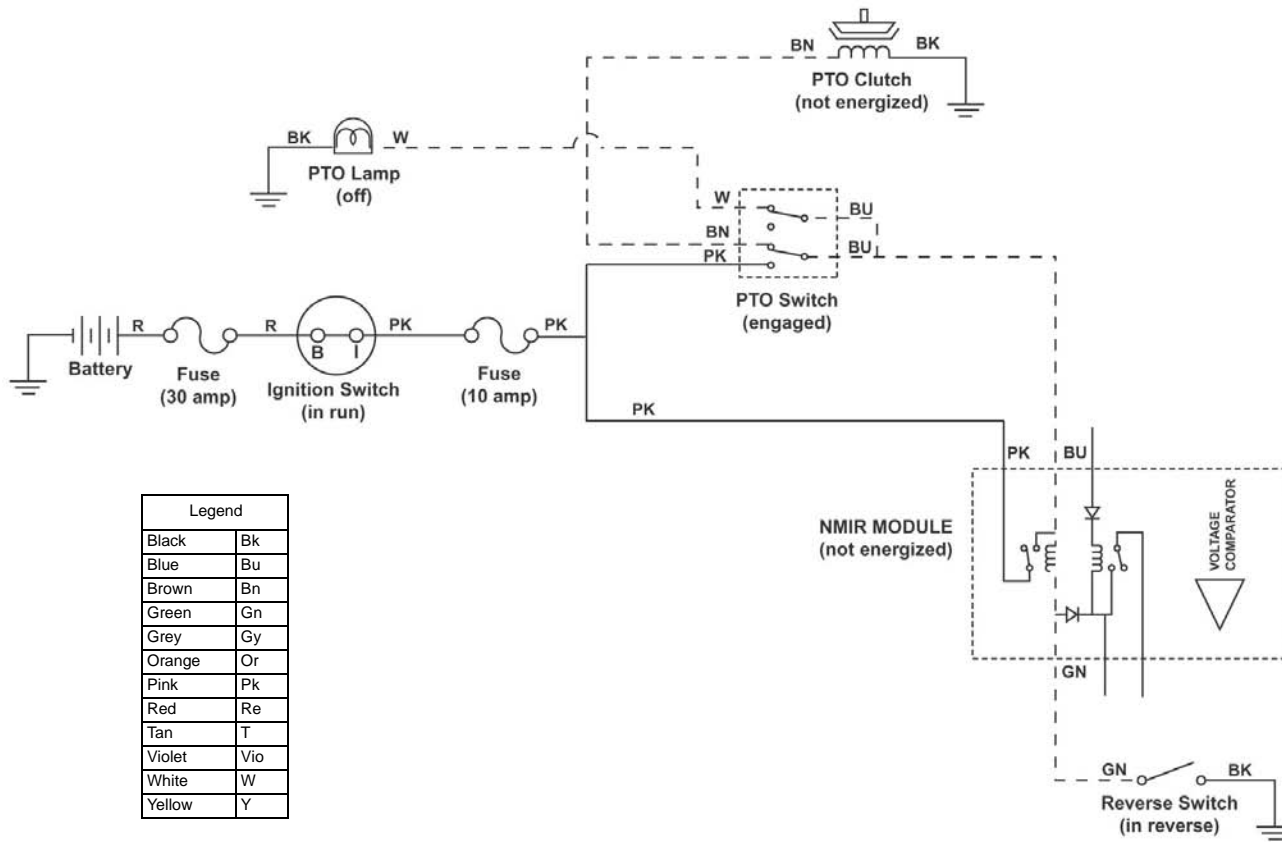 BN
BK
PTO Clutch
(not energized)
BK
W
PTO Lamp
(off)
W
BU
BN
BU
PK
PTO Switch
(engaged)
R
R
PK
PK
B
I
Battery
Fuse
(30 amp)
Ignition Switch
(in run)
Fuse
(10 amp)
PK
PK
BU
NMIR MODULE
(not energized)
VOLTAGE
COMPARATOR
GN
GN
BK
Reverse Switch
(in reverse)
Legend
Black Bk
Blue Bu
Brown Bn
Green Gn
Grey Gy
Orange Or
Pink Pk
Red Re
Tan T
Violet Vio
White W
Yellow Y